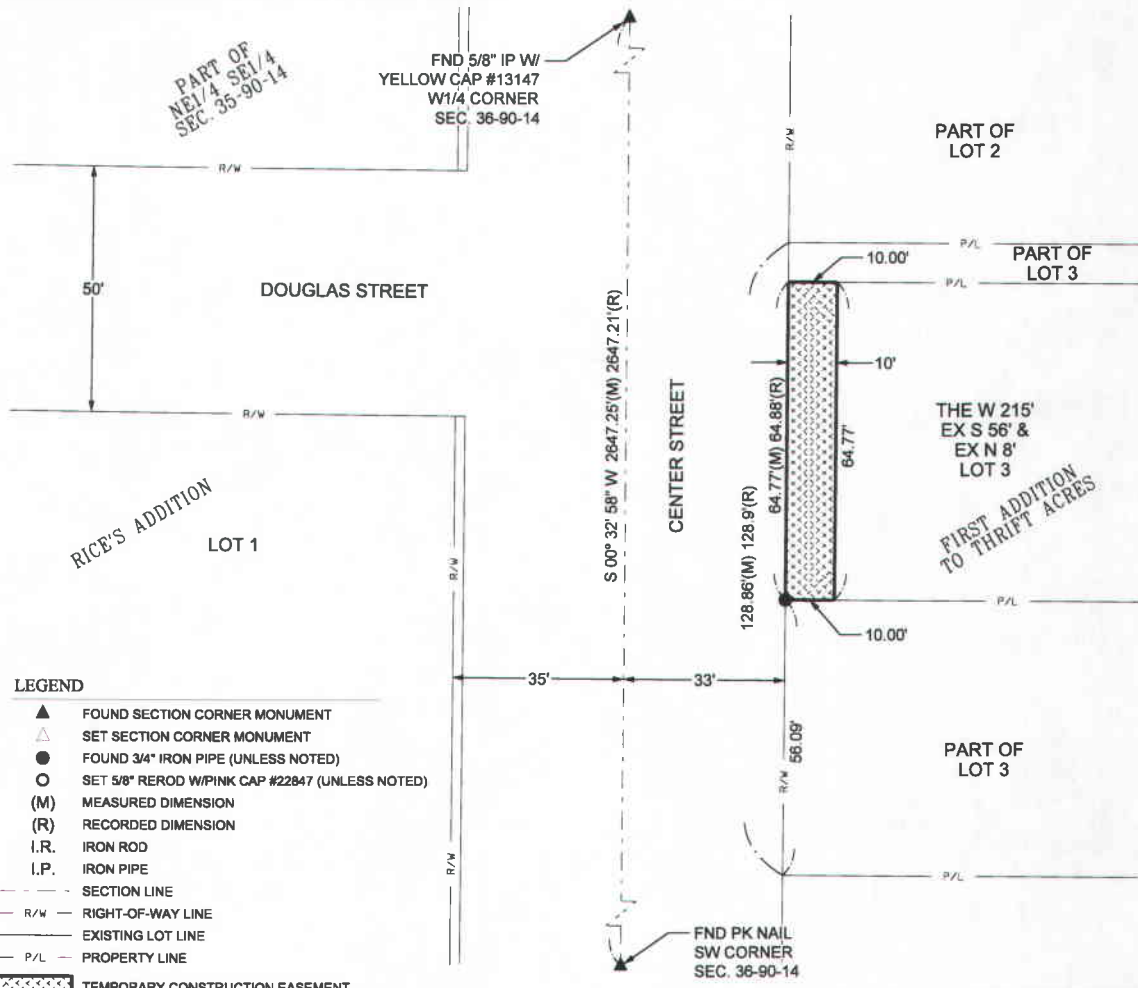 PART OF
NE1/4 SE1/4
SEC. 35-90-14
FND 5/8" IP W/
YELLOW CAP #13147
W1/4 CORNER
SEC. 36-90-14
R/W
PART OF
LOT 2
R/W
P/L
PART OF
LOT 3
10.00'
P/L
50'
DOUGLAS STREET
S 00° 32' 58" W 2647.25'(M) 2647.21'(R)
CENTER STREET
10'
64.77'(M) 64.88'(R)
64.77'
THE W 215'
EX S 56' &
EX N 8'
LOT 3
R/W
RICE'S ADDITION
LOT 1
FIRST ADDITION
TO THRIFT ACRES
128.86'(M) 128.9'(R)
R/W
P/L
10.00'
35'
33'
56.09'
R/W
PART OF
LOT 3
R/W
P/L
FND PK NAIL
SW CORNER
SEC. 36-90-14
LEGEND
FOUND SECTION CORNER MONUMENT
SET SECTION CORNER MONUMENT
FOUND 3/4" IRON PIPE (UNLESS NOTED)
SET 5/8" REROD W/PINK CAP #22847 (UNLESS NOTED)
(M) MEASURED DIMENSION
(R) RECORDED DIMENSION
I.R. IRON ROD
I.P. IRON PIPE
SECTION LINE
R/W RIGHT-OF-WAY LINE
EXISTING LOT LINE
P/L PROPERTY LINE
TEMPORARY CONSTRUCTION EASEMENT